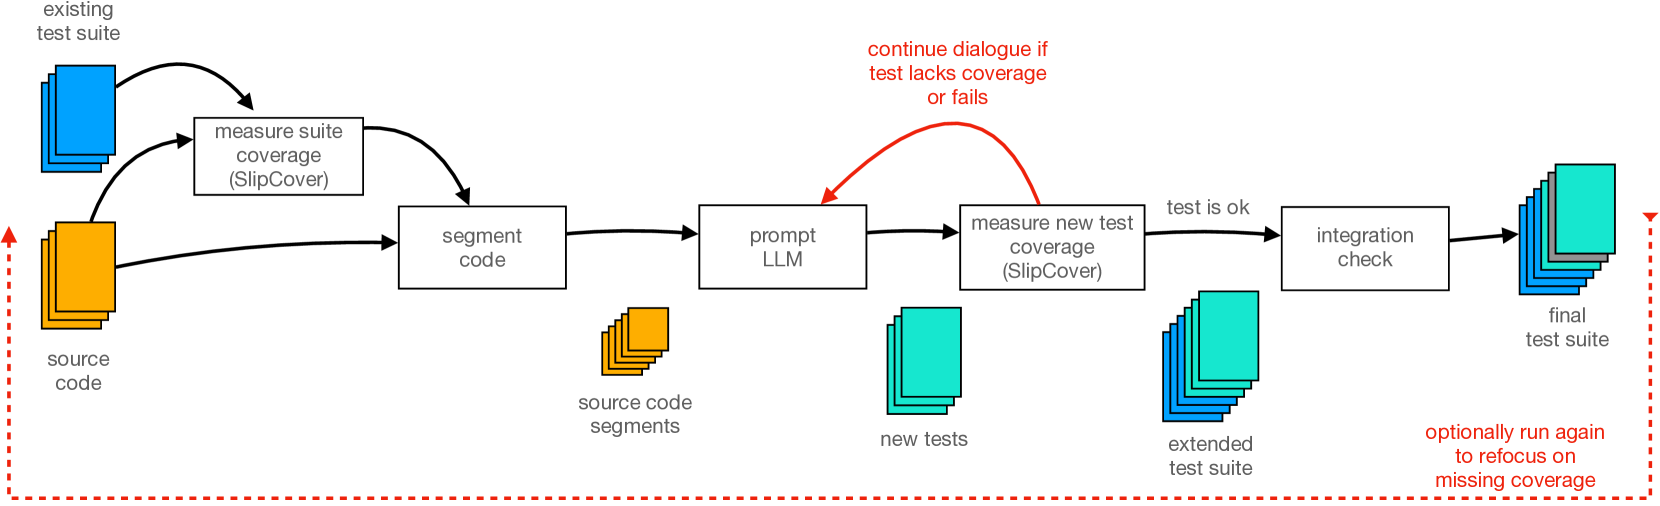 existing
test suite
continue dialogue if
test lacks coverage
or fails
measure suite
coverage
(SlipCover)
segment
code
prompt
LLM
measure new test
coverage
(SlipCover)
test is ok
integration
check
source
code
source code
segments
new tests
extended
test suite
final
test suite
optionally run again
to refocus on
missing coverage